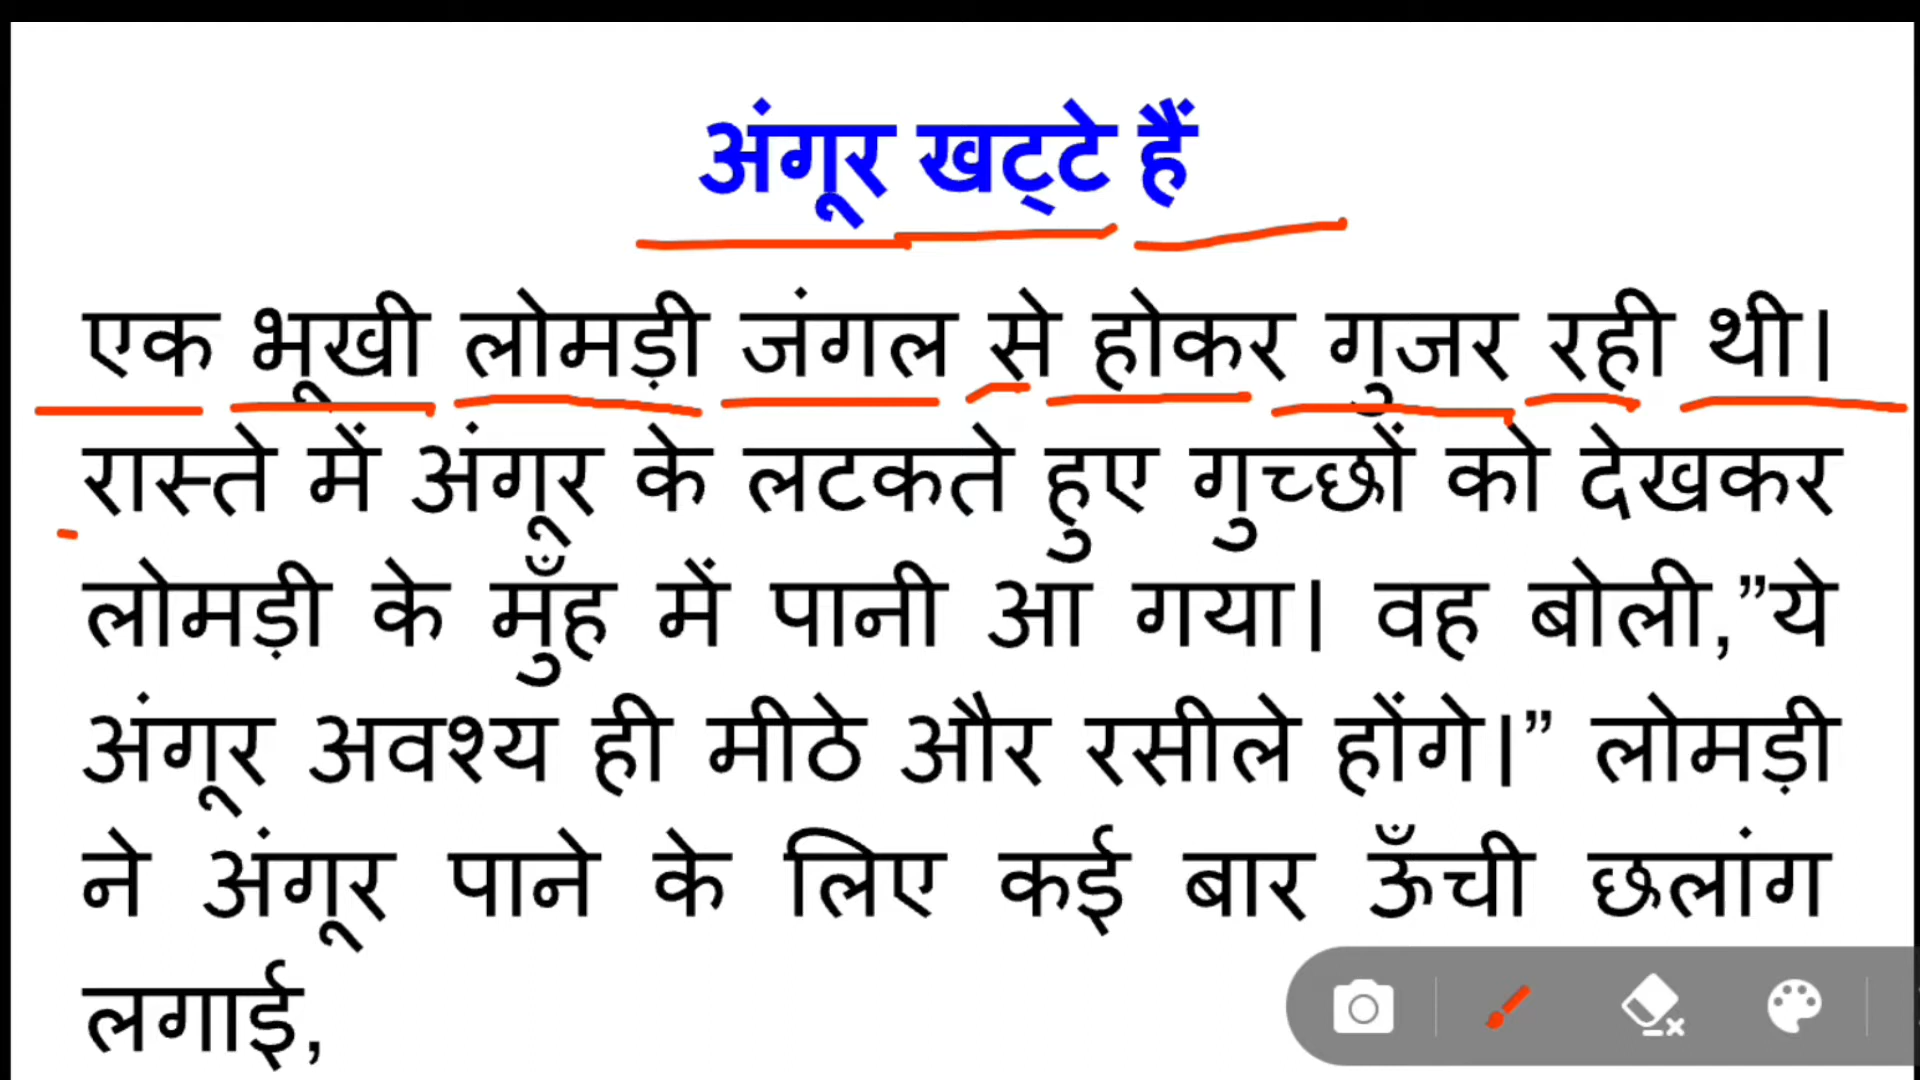 अंगूर खट्टे हैं
एक भूखी लोमड़ी जंगल से होकर गुजर रही थी।
रास्ते में अंगूर के लटकते हुए गुच्छों को देखकर
लोमड़ी के मुँह में पानी आ गया। वह बोली,”ये
अंगूर अवश्य ही मीठे और रसीले होंगे।” लोमड़ी
ने अंगूर पाने के लिए कई बार ऊँची छलांग
लगाई,